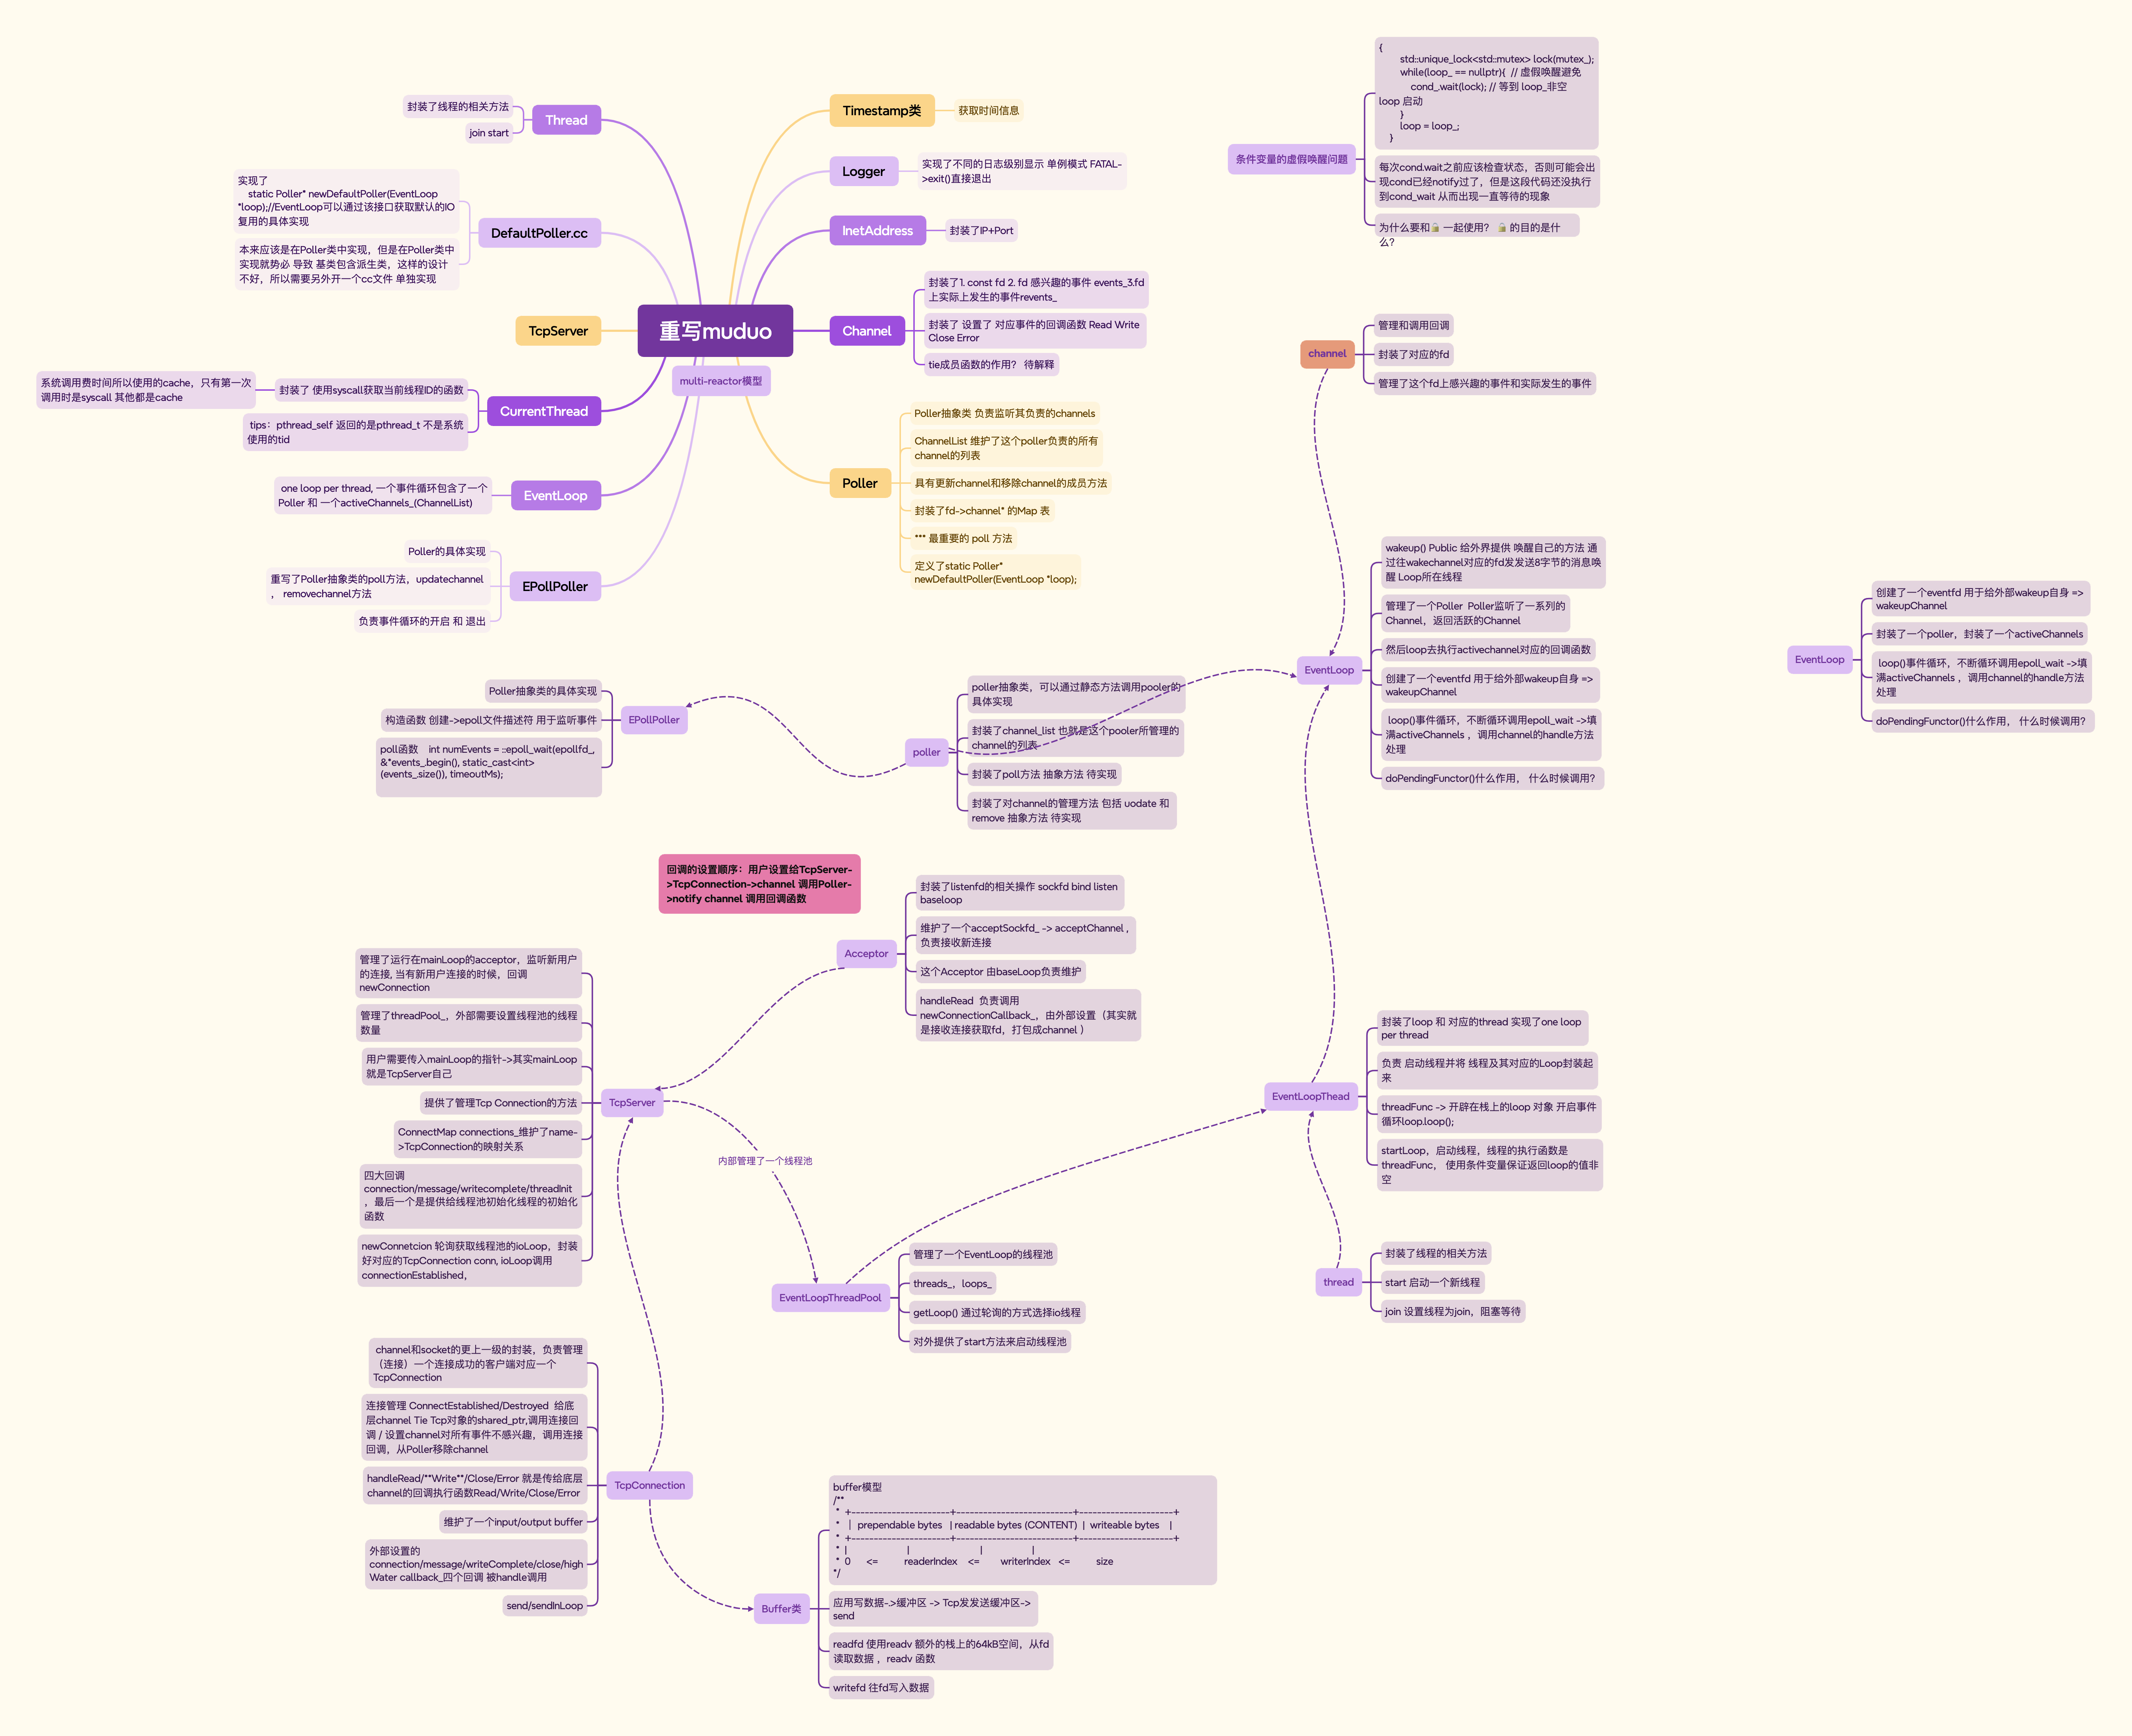 重写muduo
multi-reactor模型
Thread
封装了线程的相关方法
join start
DefaultPoller.cc
实现了
static Poller* newDefaultPoller(EventLoop
*loop);//EventLoop可以通过该接口获取默认的IO
复用的具体实现
本来应该是在Poller类中实现，但是在Poller类中
实现就势必 导致 基类包含派生类，这样的设计
不好，所以需要另外开一个cc文件 单独实现
TcpServer
CurrentThread
封装了 使用syscall获取当前线程ID的函数
系统调用费时间所以使用的cache，只有第一次
调用时是syscall 其他都是cache
tips：pthread_self 返回的是pthread_t 不是系统
使用的tid
EventLoop
one loop per thread, 一个事件循环包含了一个
Poller 和 一个activeChannels_(ChannelList)
EPollPoller
Poller的具体实现
重写了Poller抽象类的poll方法，updatechannel
， removechannel方法
负责事件循环的开启 和 退出
Timestamp类
获取时间信息
Logger
实现了不同的日志级别显示 单例模式 FATAL-
>exit()直接退出
InetAddress
封装了IP+Port
Channel
封装了1. const fd 2. fd 感兴趣的事件 events_3.fd
上实际上发生的事件revents_
封装了 设置了 对应事件的回调函数 Read Write
Close Error
tie成员函数的作用？ 待解释
Poller
Poller抽象类 负责监听其负责的channels
ChannelList 维护了这个poller负责的所有
channel的列表
具有更新channel和移除channel的成员方法
封装了fd->channel* 的Map 表
*** 最重要的 poll 方法
定义了static Poller*
newDefaultPoller(EventLoop *loop);
条件变量的虚假唤醒问题
{
std::unique_lock<std::mutex> lock(mutex_);
while(loop_ == nullptr){ // 虚假唤醒避免
cond_.wait(lock); // 等到 loop_非空
loop 启动
}
loop = loop_;
}
每次cond.wait之前应该检查状态，否则可能会出
现cond已经notify过了，但是这段代码还没执行
到cond_wait 从而出现一直等待的现象
为什么要和🔒 一起使用？ 🔒 的目的是什
么？
channel
管理和调用回调
封装了对应的fd
管理了这个fd上感兴趣的事件和实际发生的事件
EventLoop
wakeup() Public 给外界提供 唤醒自己的方法 通
过往wakechannel对应的fd发发送8字节的消息唤
醒 Loop所在线程
管理了一个Poller Poller监听了一系列的
Channel，返回活跃的Channel
然后loop去执行activechannel对应的回调函数
创建了一个eventfd 用于给外部wakeup自身 =>
wakeupChannel
loop()事件循环，不断循环调用epoll_wait ->填
满activeChannels ，调用channel的handle方法
处理
doPendingFunctor()什么作用， 什么时候调用？
EventLoop
创建了一个eventfd 用于给外部wakeup自身 =>
wakeupChannel
封装了一个poller，封装了一个activeChannels
loop()事件循环，不断循环调用epoll_wait ->填
满activeChannels ，调用channel的handle方法
处理
doPendingFunctor()什么作用， 什么时候调用？
EPollPoller
Poller抽象类的具体实现
构造函数 创建->epoll文件描述符 用于监听事件
poll函数 int numEvents = ::epoll_wait(epollfd_,
&*events_.begin(), static_cast<int>
(events_.size()), timeoutMs);
poller
poller抽象类，可以通过静态方法调用pooler的
具体实现
封装了channel_list 也就是这个pooler所管理的
channel的列表
封装了poll方法 抽象方法 待实现
封装了对channel的管理方法 包括 uodate 和
remove 抽象方法 待实现
回调的设置顺序：用户设置给TcpServer-
>TcpConnection->channel 调用Poller-
>notify channel 调用回调函数
Acceptor
封装了listenfd的相关操作 sockfd bind listen
baseloop
维护了一个acceptSockfd_ -> acceptChannel ,
负责接收新连接
这个Acceptor 由baseLoop负责维护
handleRead 负责调用
newConnectionCallback_，由外部设置（其实就
是接收连接获取fd，打包成channel ）
TcpServer
管理了运行在mainLoop的acceptor，监听新用户
的连接, 当有新用户连接的时候，回调
newConnection
管理了threadPool_，外部需要设置线程池的线程
数量
用户需要传入mainLoop的指针->其实mainLoop
就是TcpServer自己
提供了管理Tcp Connection的方法
ConnectMap connections_维护了name-
>TcpConnection的映射关系
四大回调
connection/message/writecomplete/threadInit
，最后一个是提供给线程池初始化线程的初始化
函数
newConnetcion 轮询获取线程池的ioLoop，封装
好对应的TcpConnection conn, ioLoop调用
connectionEstablished，
内部管理了一个线程池
EventLoopThreadPool
管理了一个EventLoop的线程池
threads_，loops_
getLoop() 通过轮询的方式选择io线程
对外提供了start方法来启动线程池
EventLoopThead
封装了loop 和 对应的thread 实现了one loop
per thread
负责 启动线程并将 线程及其对应的Loop封装起
来
threadFunc -> 开辟在栈上的loop 对象 开启事件
循环loop.loop();
startLoop，启动线程，线程的执行函数是
threadFunc， 使用条件变量保证返回loop的值非
空
thread
封装了线程的相关方法
start 启动一个新线程
join 设置线程为join，阻塞等待
TcpConnection
channel和socket的更上一级的封装，负责管理
（连接）一个连接成功的客户端对应一个
TcpConnection
连接管理 ConnectEstablished/Destroyed 给底
层channel Tie Tcp对象的shared_ptr,调用连接回
调 / 设置channel对所有事件不感兴趣，调用连接
回调，从Poller移除channel
handleRead/**Write**/Close/Error 就是传给底层
channel的回调执行函数Read/Write/Close/Error
维护了一个input/output buffer
外部设置的
connection/message/writeComplete/close/high
Water callback_四个回调 被handle调用
send/sendInLoop
Buffer类
buffer模型
/**
* +----------------------+--------------------------+---------------------+
* | prependable bytes | readable bytes (CONTENT) | writeable bytes |
* +----------------------+--------------------------+---------------------+
* | | | |
* 0 <= readerIndex <= writerIndex <= size
*/
应用写数据-.>缓冲区 -> Tcp发发送缓冲区->
send
readfd 使用readv 额外的栈上的64kB空间，从fd
读取数据 ，readv 函数
writefd 往fd写入数据